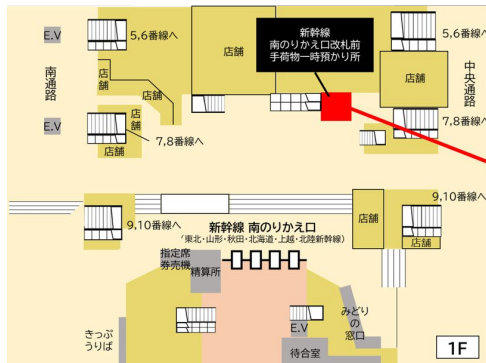 新幹線
南のりかえ口改札前
手荷物一時預かり所
E.V
5,6番線へ
店舗
5,6番線へ
南通路
店舗
店舗
店舗
中央通路
E.V
店舗
7,8番線へ
店舗
7,8番線へ
9,10番線へ
新幹線 南のりかえ口
(東北・山形・秋田・北海道・上越・北陸新幹線)
店舗
9,10番線へ
店舗
指定席
券売機
精算所
きっぷ
うりば
E.V
みどり
の
窓口
待合室
1F